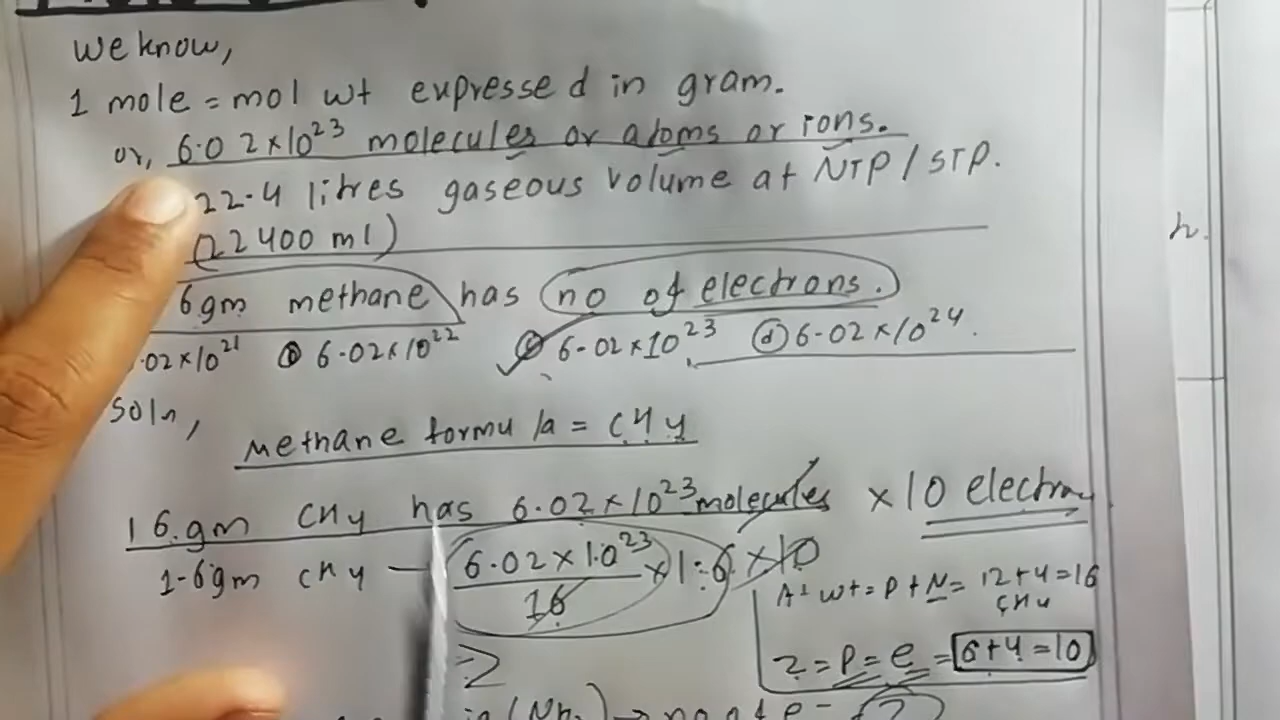 We know,
1 mole = mol wt expressed in gram.
or, 6.02×10²³ molecules or atoms or ions.
22.4 litres gaseous volume at NTP/STP.
(22400 ml)
6gm methane has no of electrons.
.02×10²¹ ⓑ 6.02×10²² ⓒ 6.02×10²³ ⓓ 6.02×10²⁴.
Soln,
Methane formula = CH4
16.gm CH4 has 6.02×10²³ molecules ×10 electron
1.6gm CH4 — 6.02×10²³/16 ×1.6×10
At wt = P+N = 12+4=16
CH4
Z=P=e=6+4=10
h.